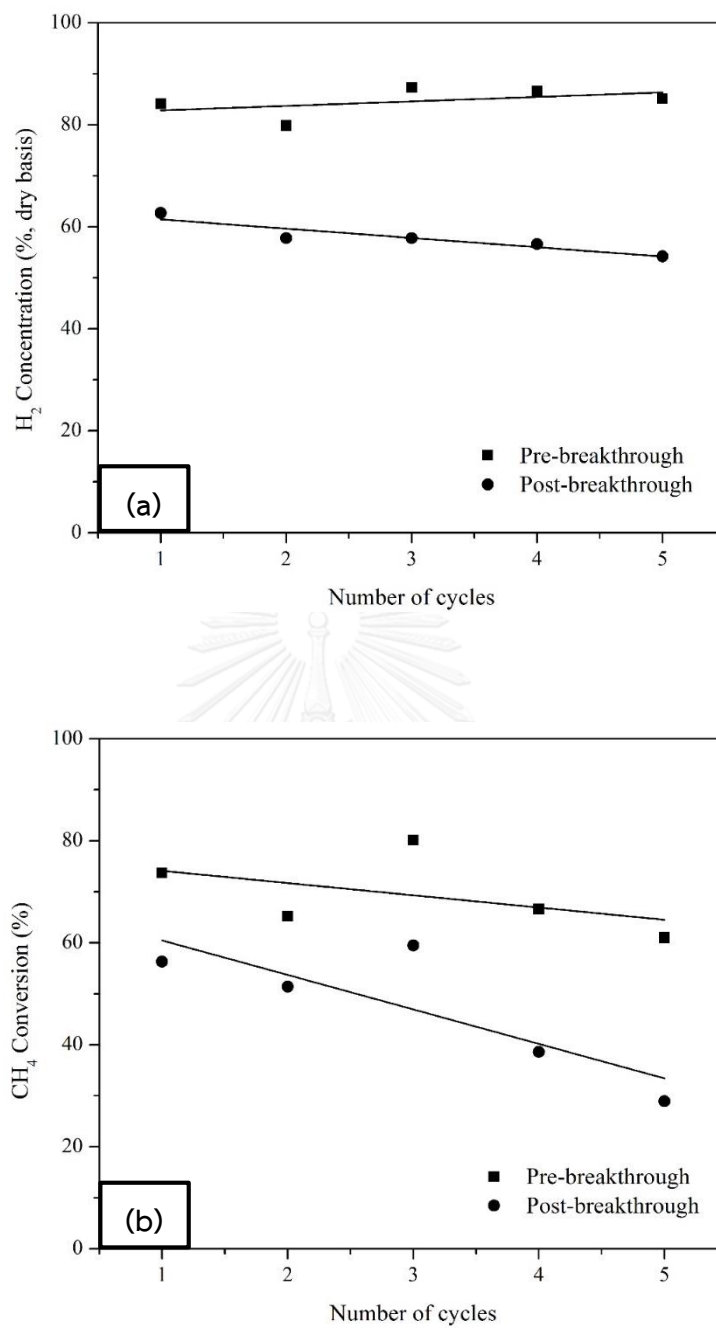 100
80
60
40
20
0
H₂ Concentration (%, dry basis)
Pre-breakthrough
Post-breakthrough
(a)
1 2 3 4 5
Number of cycles
100
80
60
40
20
0
CH₄ Conversion (%)
Pre-breakthrough
Post-breakthrough
(b)
1 2 3 4 5
Number of cycles